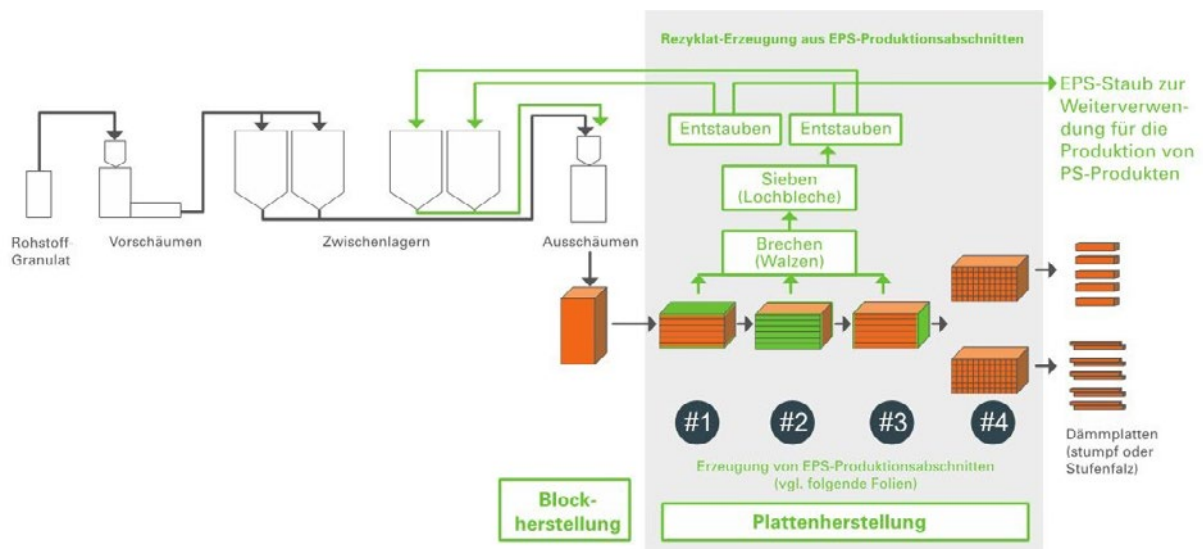 Rezyklat-Erzeugung aus EPS-Produktionsabschnitten
EPS-Staub zur
Weiterverwen-
dung für die
Produktion von
PS-Produkten
Entstauben
Entstauben
Sieben
(Lochbleche)
Brechen
(Walzen)
Rohstoff-
Granulat
Vorschäumen
Zwischenlagern
Ausschäumen
#1
#2
#3
#4
Dämmplatten
(stumpf oder
Stufenfalz)
Erzeugung von EPS-Produktionsabschnitten
(vgl. folgende Folien)
Block-
herstellung
Plattenherstellung